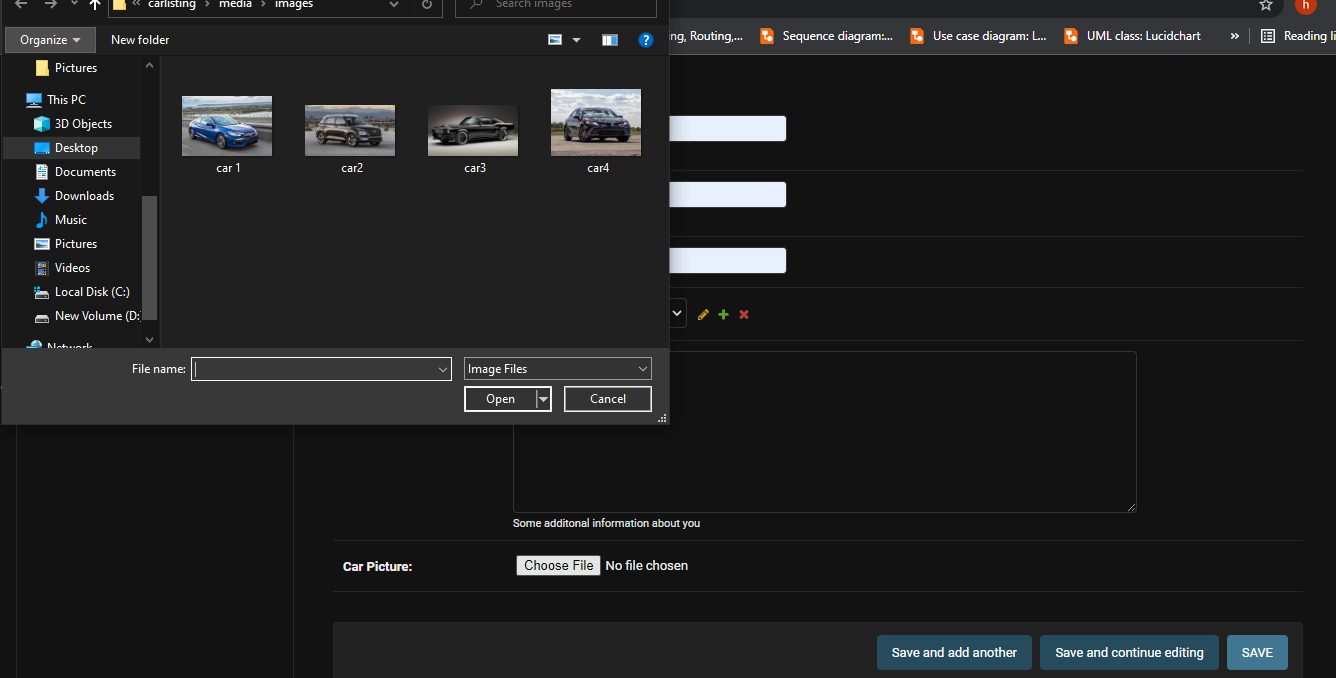 « carlisting > media > images
Search images
h
Organize
New folder
ng, Routing,...
Sequence diagram:...
Use case diagram: L...
UML class: Lucidchart
»
Reading li
Pictures
This PC
3D Objects
Desktop
Documents
Downloads
Music
Pictures
Videos
Local Disk (C:)
New Volume (D:
Network
car 1
car2
car3
car4
File name:
Image Files
Open
Cancel
Some additonal information about you
Car Picture:
Choose File No file chosen
Save and add another
Save and continue editing
SAVE